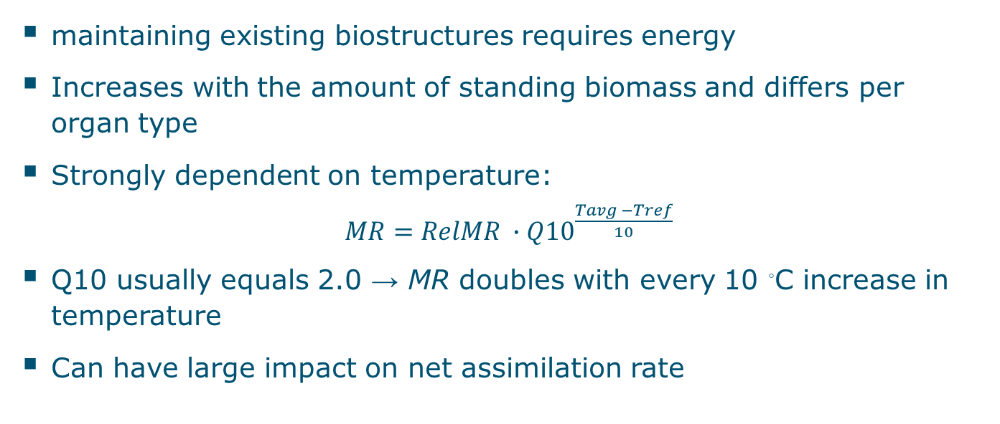 ▪ maintaining existing biostructures requires energy
▪ Increases with the amount of standing biomass and differs per
organ type
▪ Strongly dependent on temperature:
MR = RelMR · Q10^((Tavg −Tref)/10)
▪ Q10 usually equals 2.0 → MR doubles with every 10 °C increase in
temperature
▪ Can have large impact on net assimilation rate